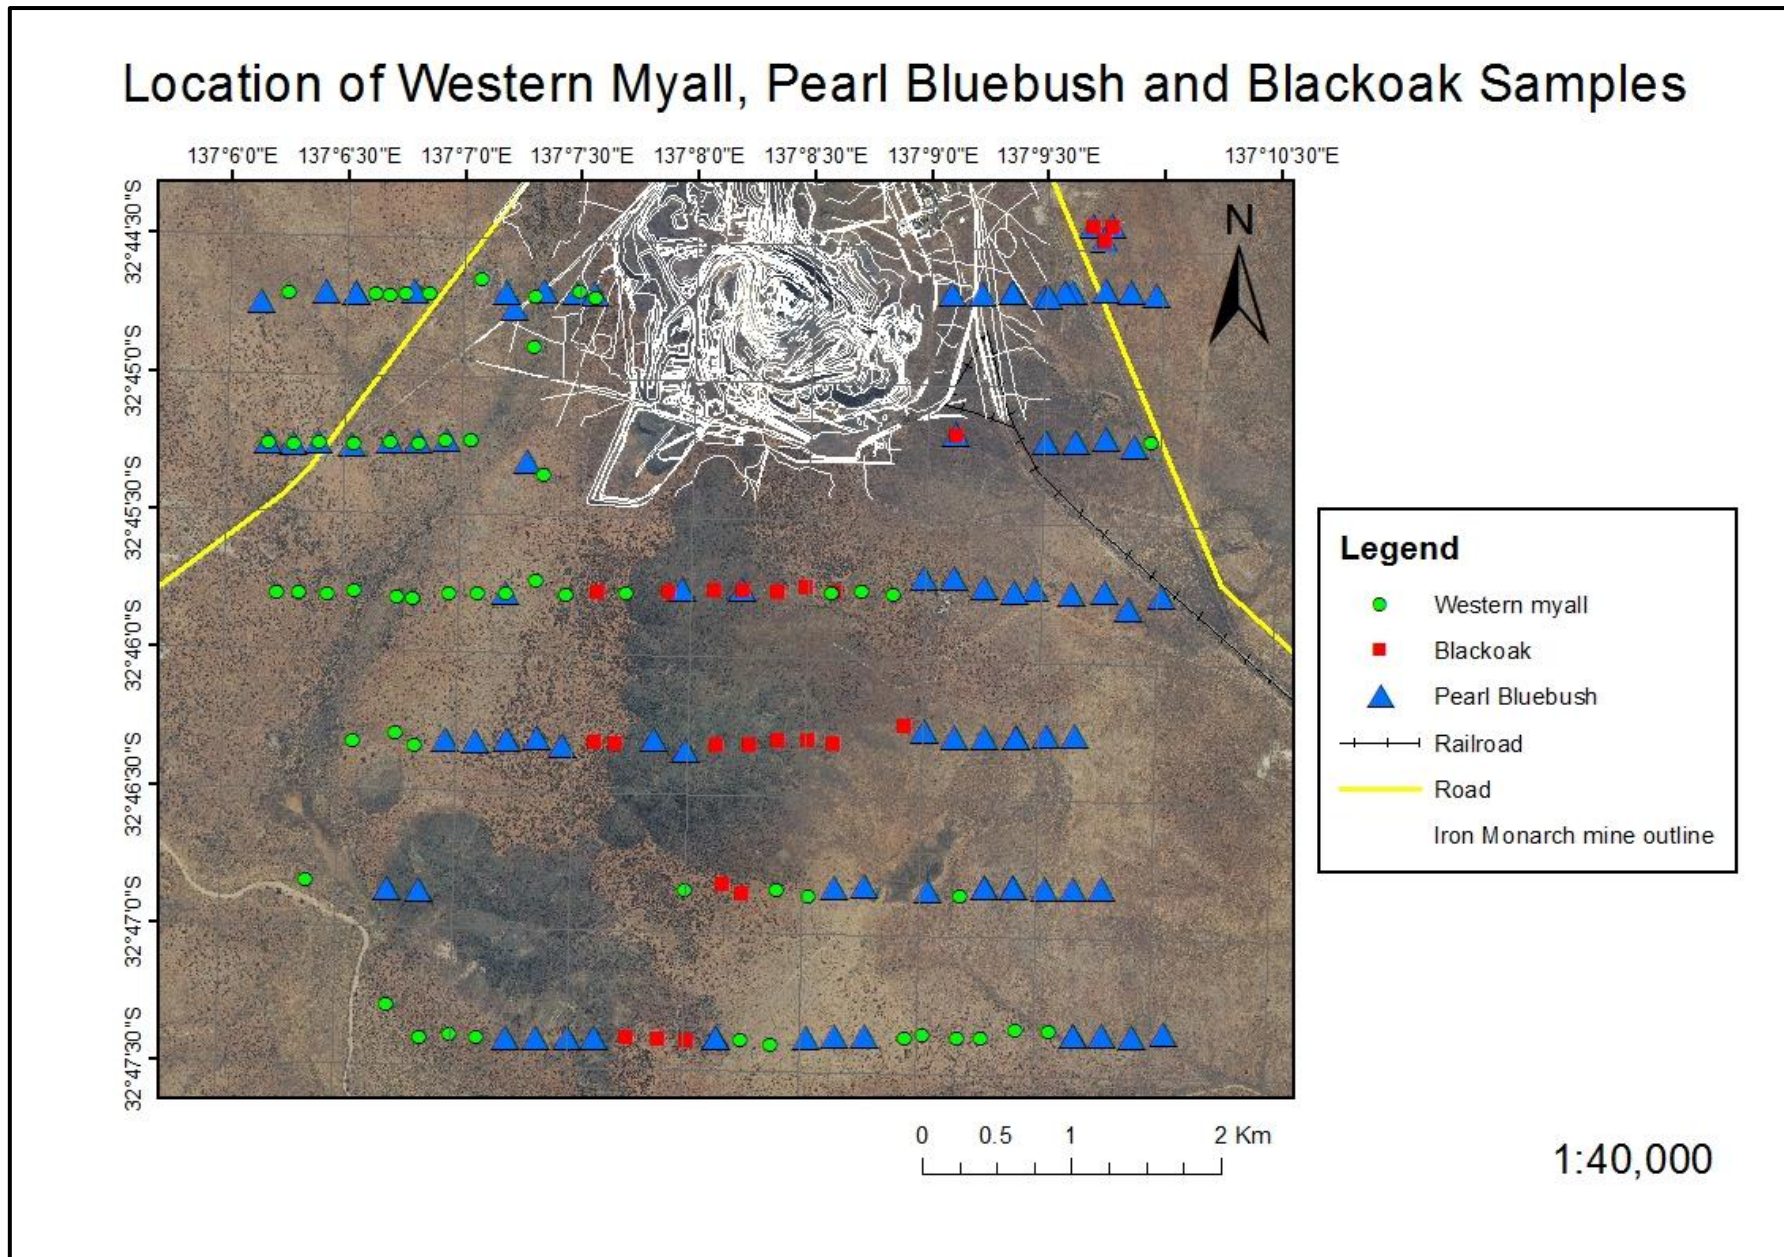 Location of Western Myall, Pearl Bluebush and Blackoak Samples
137°6'0"E 137°6'30"E 137°7'0"E 137°7'30"E 137°8'0"E 137°8'30"E 137°9'0"E 137°9'30"E 137°10'30"E
32°44'30"S
32°45'0"S
32°45'30"S
32°46'0"S
32°46'30"S
32°47'0"S
32°47'30"S
N
Legend
Western myall
Blackoak
Pearl Bluebush
Railroad
Road
Iron Monarch mine outline
0 0.5 1 2 Km
1:40,000